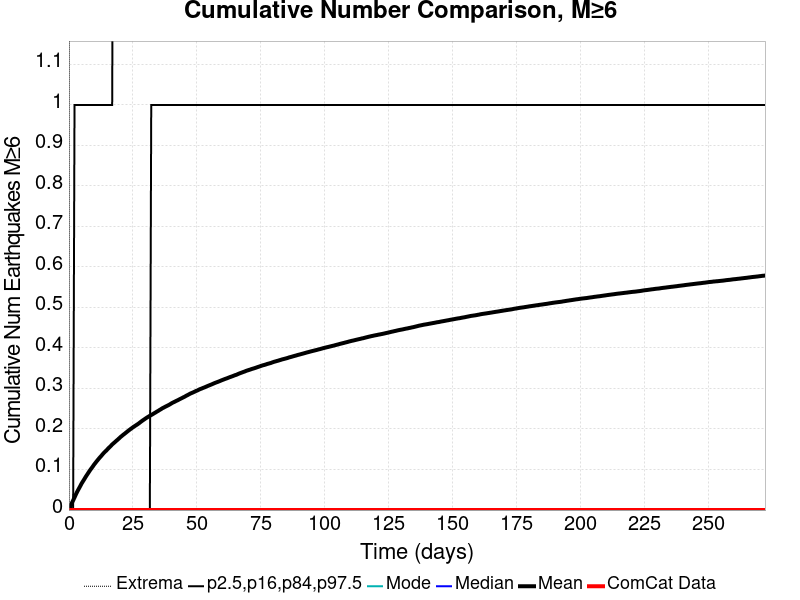 Cumulative Number Comparison, M≥6
Cumulative Num Earthquakes M≥6
1.1
1
0.9
0.8
0.7
0.6
0.5
0.4
0.3
0.2
0.1
0
0 25 50 75 100 125 150 175 200 225 250
Time (days)
Extrema p2.5,p16,p84,p97.5 Mode Median Mean ComCat Data